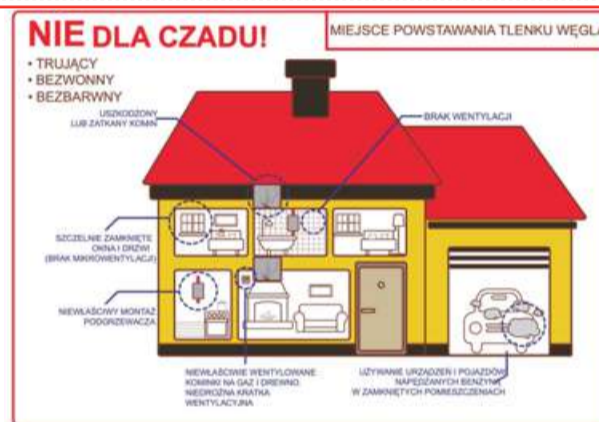 NIE DLA CZADU!
MIEJSCE POWSTAWANIA TLENKU WĘGLA
• TRUJĄCY
• BEZWONNY
• BEZBARWNY
USZKODZONY
LUB ZATKANY KOMIN
BRAK WENTYLACJI
SZCZELNIE ZAMKNIĘTE
OKNA I DRZWI
(BRAK MIKROWENTYLACJI)
NIEWŁAŚCIWY MONTAŻ
PODGRZEWACZA
NIEWŁAŚCIWIE WENTYLOWANE
KOMINKI NA GAZ I DREWNO.
NIEDROŻNA KRATKA
WENTYLACYJNA
UŻYWANIE URZĄDZEŃ I POJAZDÓW
NAPĘDZANYCH BENZYNĄ
W ZAMKNIĘTYCH POMIESZCZENIACH